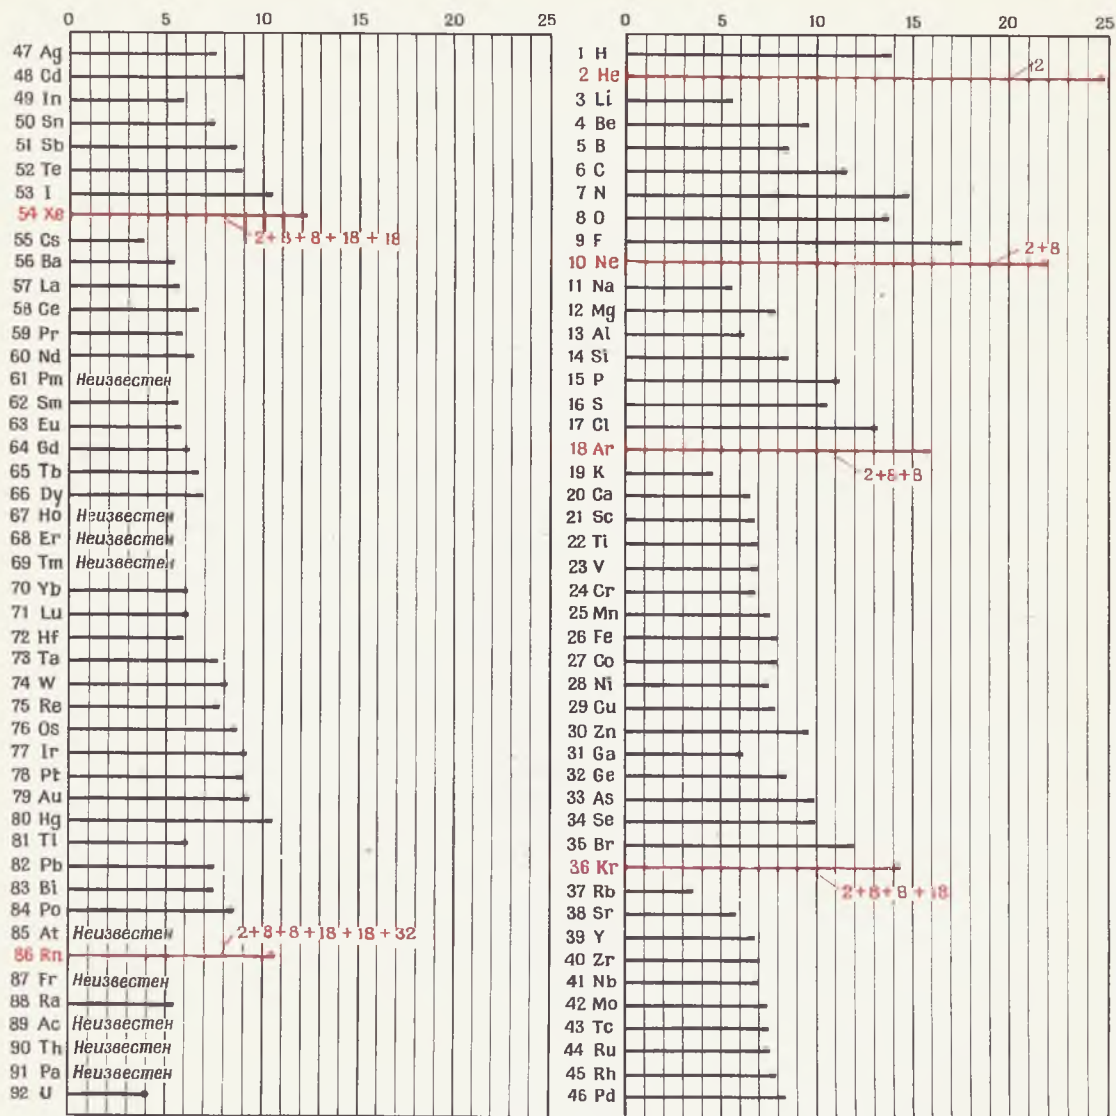 0 5 10 15 20 25
47 Ag
48 Cd
49 In
50 Sn
51 Sb
52 Te
53 I
54 Xe
2+8+8+18+18
55 Cs
56 Ba
57 La
58 Ce
59 Pr
60 Nd
61 Pm Неизвестен
62 Sm
63 Eu
64 Gd
65 Tb
66 Dy
67 Ho Неизвестен
68 Er Неизвестен
69 Tm Неизвестен
70 Yb
71 Lu
72 Hf
73 Ta
74 W
75 Re
76 Os
77 Ir
78 Pt
79 Au
80 Hg
81 Tl
82 Pb
83 Bi
84 Po
85 At Неизвестен 2+8+8+18+18+32
86 Rn
87 Fr Неизвестен
88 Ra
89 Ac Неизвестен
90 Th Неизвестен
91 Pa Неизвестен
92 U
0 5 10 15 20 25
1 H
2 He 2
3 Li
4 Be
5 B
6 C
7 N
8 O
9 F 2+8
10 Ne
11 Na
12 Mg
13 Al
14 Si
15 P
16 S
17 Cl
18 Ar
19 K 2+8+8
20 Ca
21 Sc
22 Ti
23 V
24 Cr
25 Mn
26 Fe
27 Co
28 Ni
29 Cu
30 Zn
31 Ga
32 Ge
33 As
34 Se
35 Br
36 Kr
37 Rb 2+8+8+18
38 Sr
39 Y
40 Zr
41 Nb
42 Mo
43 Tc
44 Ru
45 Rh
46 Pd